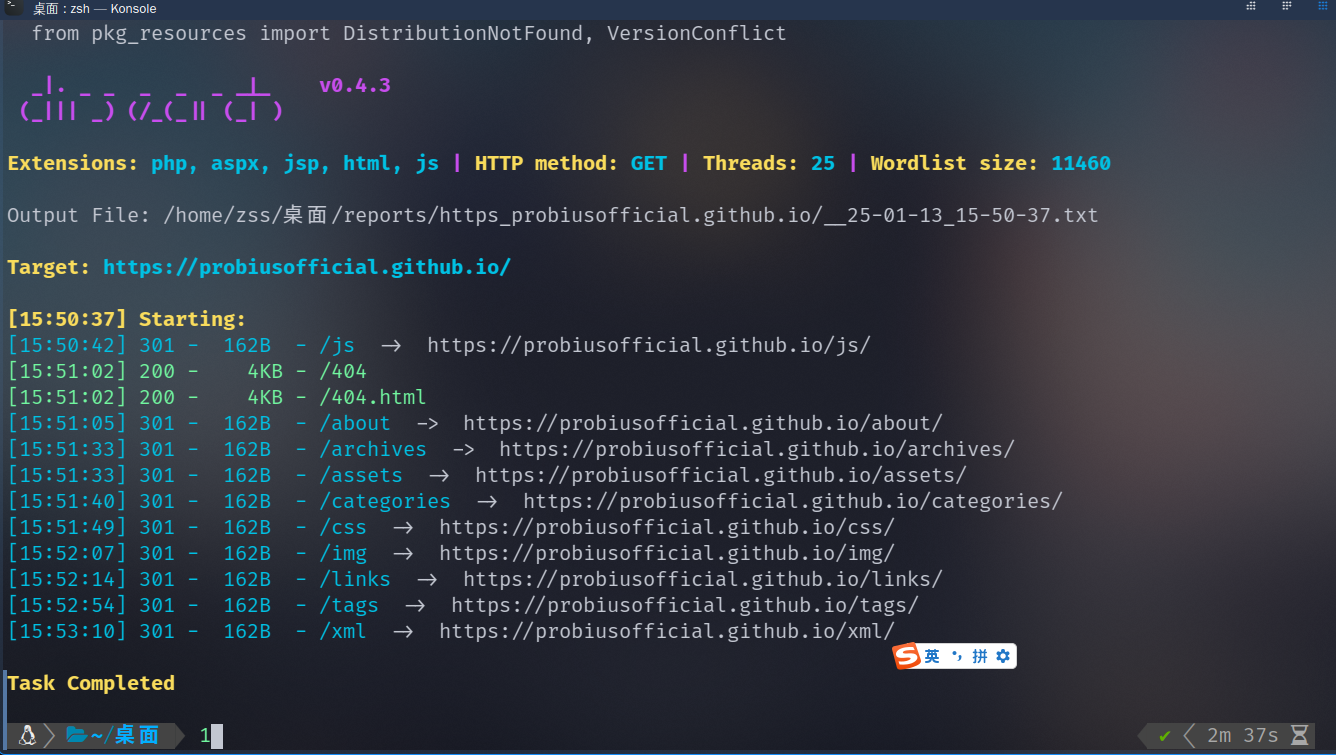 桌面 : zsh — Konsole
from pkg_resources import DistributionNotFound, VersionConflict
_|. _ _  _  _  _ _|_    v0.4.3
(_||| _) (/_(_|| (_| )
Extensions: php, aspx, jsp, html, js | HTTP method: GET | Threads: 25 | Wordlist size: 11460
Output File: /home/zss/桌面/reports/https_probiusofficial.github.io/__25-01-13_15-50-37.txt
Target: https://probiusofficial.github.io/
[15:50:37] Starting:
[15:50:42] 301 -  162B  - /js  ->  https://probiusofficial.github.io/js/
[15:51:02] 200 -    4KB - /404
[15:51:02] 200 -    4KB - /404.html
[15:51:05] 301 -  162B  - /about  ->  https://probiusofficial.github.io/about/
[15:51:33] 301 -  162B  - /archives  ->  https://probiusofficial.github.io/archives/
[15:51:33] 301 -  162B  - /assets  ->  https://probiusofficial.github.io/assets/
[15:51:40] 301 -  162B  - /categories  ->  https://probiusofficial.github.io/categories/
[15:51:49] 301 -  162B  - /css  ->  https://probiusofficial.github.io/css/
[15:52:07] 301 -  162B  - /img  ->  https://probiusofficial.github.io/img/
[15:52:14] 301 -  162B  - /links  ->  https://probiusofficial.github.io/links/
[15:52:54] 301 -  162B  - /tags  ->  https://probiusofficial.github.io/tags/
[15:53:10] 301 -  162B  - /xml  ->  https://probiusofficial.github.io/xml/
S 英 •, 拼
Task Completed
~/桌面 1 ✔ 2m 37s